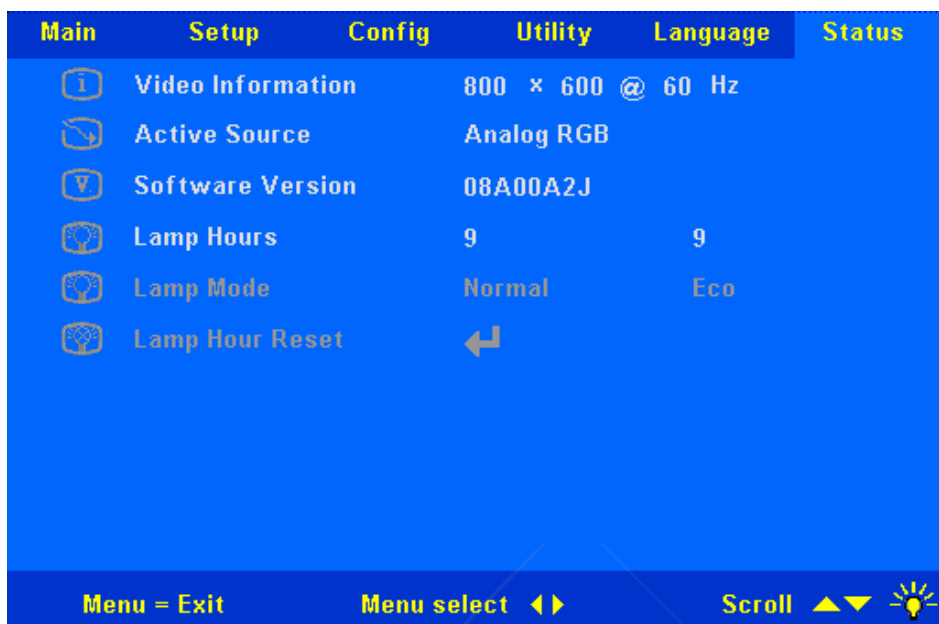 Main Setup Config Utility Language Status
Video Information 800 × 600 @ 60 Hz
Active Source Analog RGB
Software Version 08A00A2J
Lamp Hours 9 9
Lamp Mode Normal Eco
Lamp Hour Reset
Menu = Exit Menu select Scroll